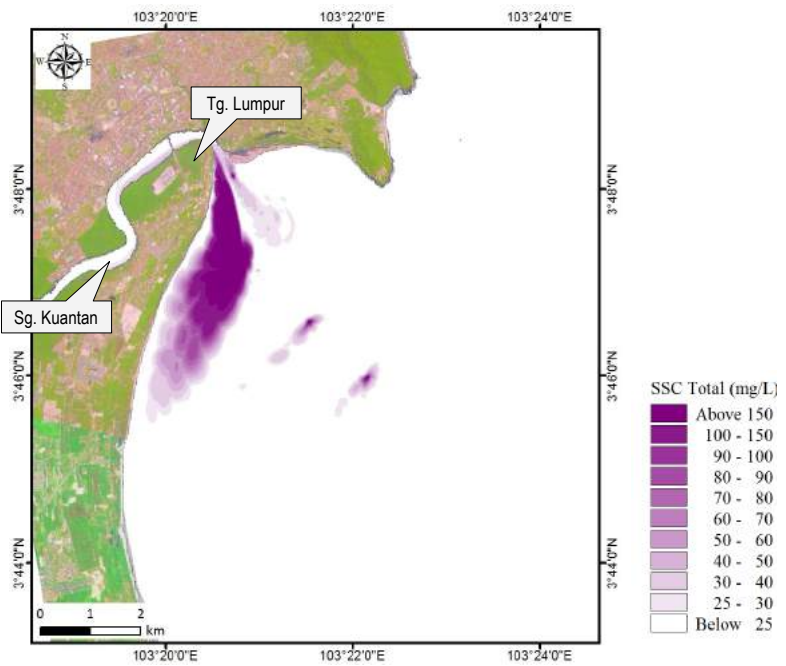 103°20'0"E 103°22'0"E 103°24'0"E
N
W E
S
Tg. Lumpur
3°48'0"N 3°48'0"N
Sg. Kuantan
3°46'0"N 3°46'0"N
SSC Total (mg/L)
Above 150
100 - 150
90 - 100
80 - 90
70 - 80
60 - 70
50 - 60
40 - 50
30 - 40
25 - 30
Below 25
3°44'0"N 3°44'0"N
0 1 2
km
103°20'0"E 103°22'0"E 103°24'0"E